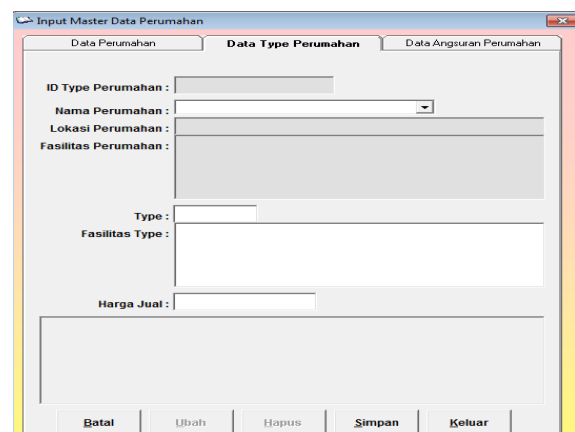 Input Master Data Perumahan
Data Perumahan Data Type Perumahan Data Angsuran Perumahan
ID Type Perumahan :
Nama Perumahan :
Lokasi Perumahan :
Fasilitas Perumahan :
Type :
Fasilitas Type :
Harga Jual :
Batal Ubah Hapus Simpan Keluar